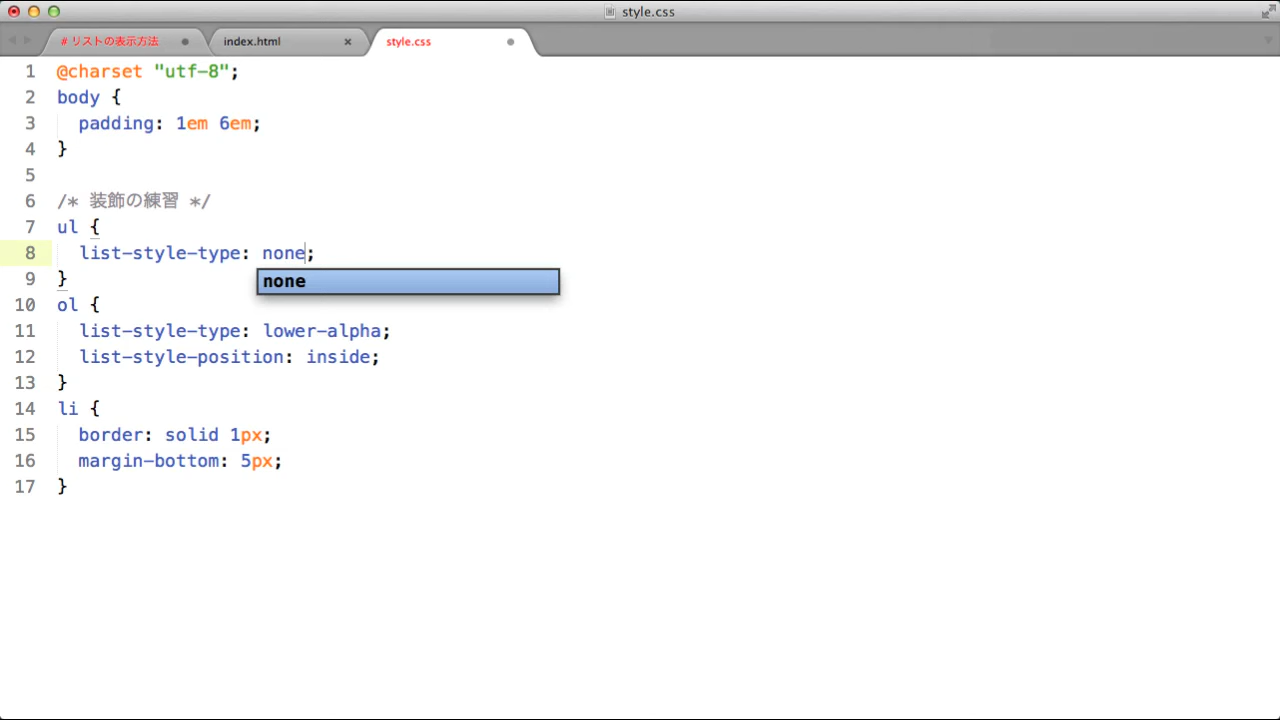 style.css
# リストの表示方法
index.html
style.css
1 @charset "utf-8";
2 body {
3 padding: 1em 6em;
4 }
5
6 /* 装飾の練習 */
7 ul {
8 list-style-type: none;
9 }
none
10 ol {
11 list-style-type: lower-alpha;
12 list-style-position: inside;
13 }
14 li {
15 border: solid 1px;
16 margin-bottom: 5px;
17 }